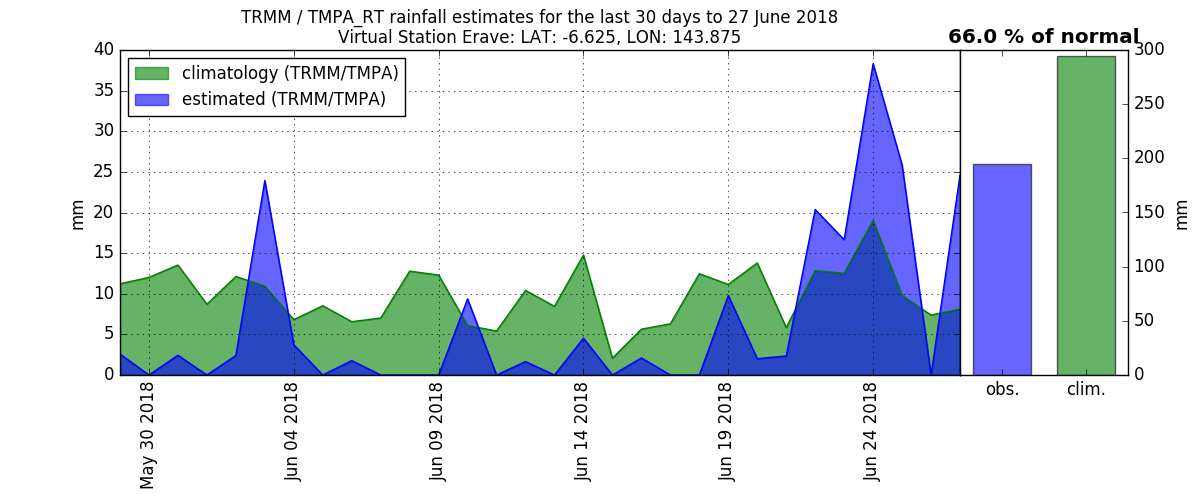 TRMM / TMPA_RT rainfall estimates for the last 30 days to 27 June 2018
Virtual Station Erave: LAT: -6.625, LON: 143.875
66.0 % of normal
climatology (TRMM/TMPA)
estimated (TRMM/TMPA)
40
35
30
25
20
15
10
5
0
mm
May 30 2018
Jun 04 2018
Jun 09 2018
Jun 14 2018
Jun 19 2018
Jun 24 2018
obs.
clim.
300
250
200
150
100
50
0
mm